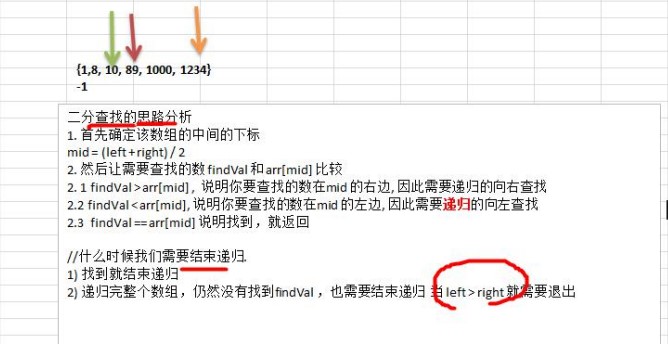 {1,8, 10, 89, 1000, 1234}
-1
二分查找的思路分析
1. 首先确定该数组的中间的下标
mid = (left + right) / 2
2. 然后让需要查找的数 findVal 和 arr[mid] 比较
2. 1 findVal > arr[mid] , 说明你要查找的数在mid 的右边, 因此需要递归的向右查找
2.2 findVal < arr[mid], 说明你要查找的数在mid 的左边, 因此需要递归的向左查找
2.3 findVal == arr[mid] 说明找到，就返回
//什么时候我们需要结束递归.
1) 找到就结束递归
2) 递归完整个数组，仍然没有找到findVal ，也需要结束递归 当 left > right 就需要退出